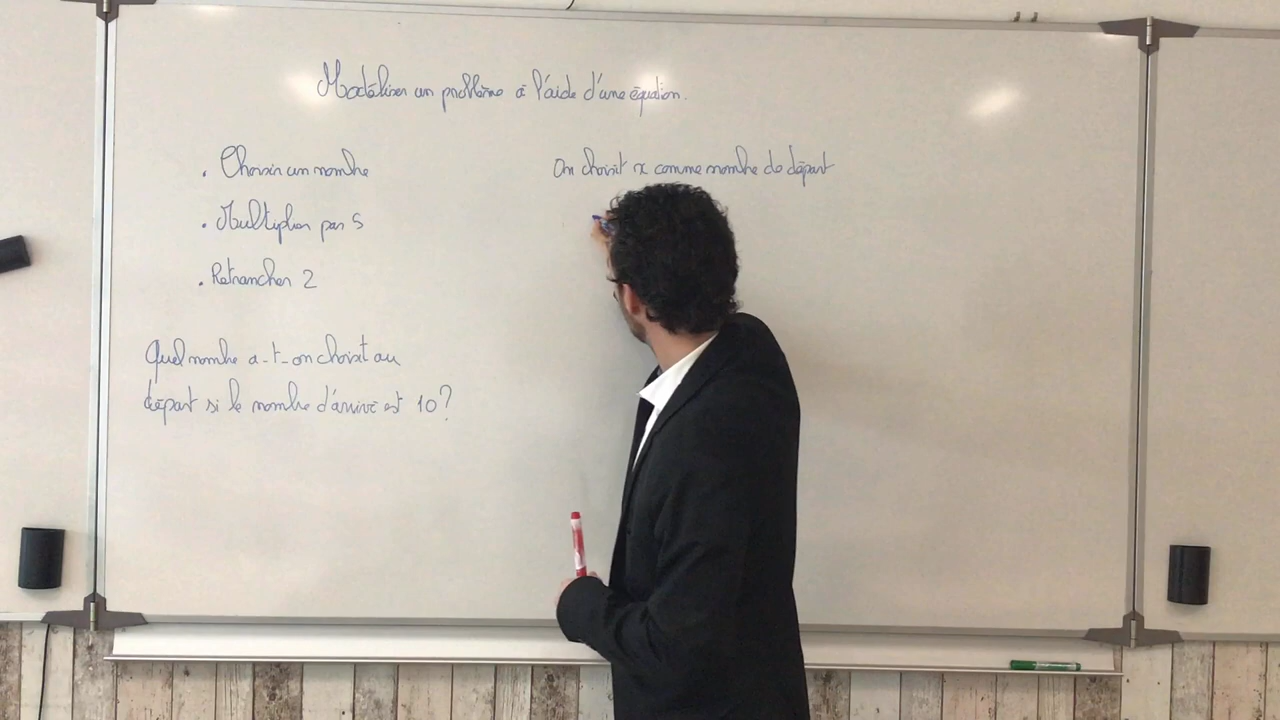 Modéliser un problème à l'aide d'une équation.
. Choisir un nombre
. Multiplier par 5
. Retrancher 2
Quel nombre a-t-on choisit au
départ si le nombre d'arrivé est 10?
On choisit x comme nombre de départ